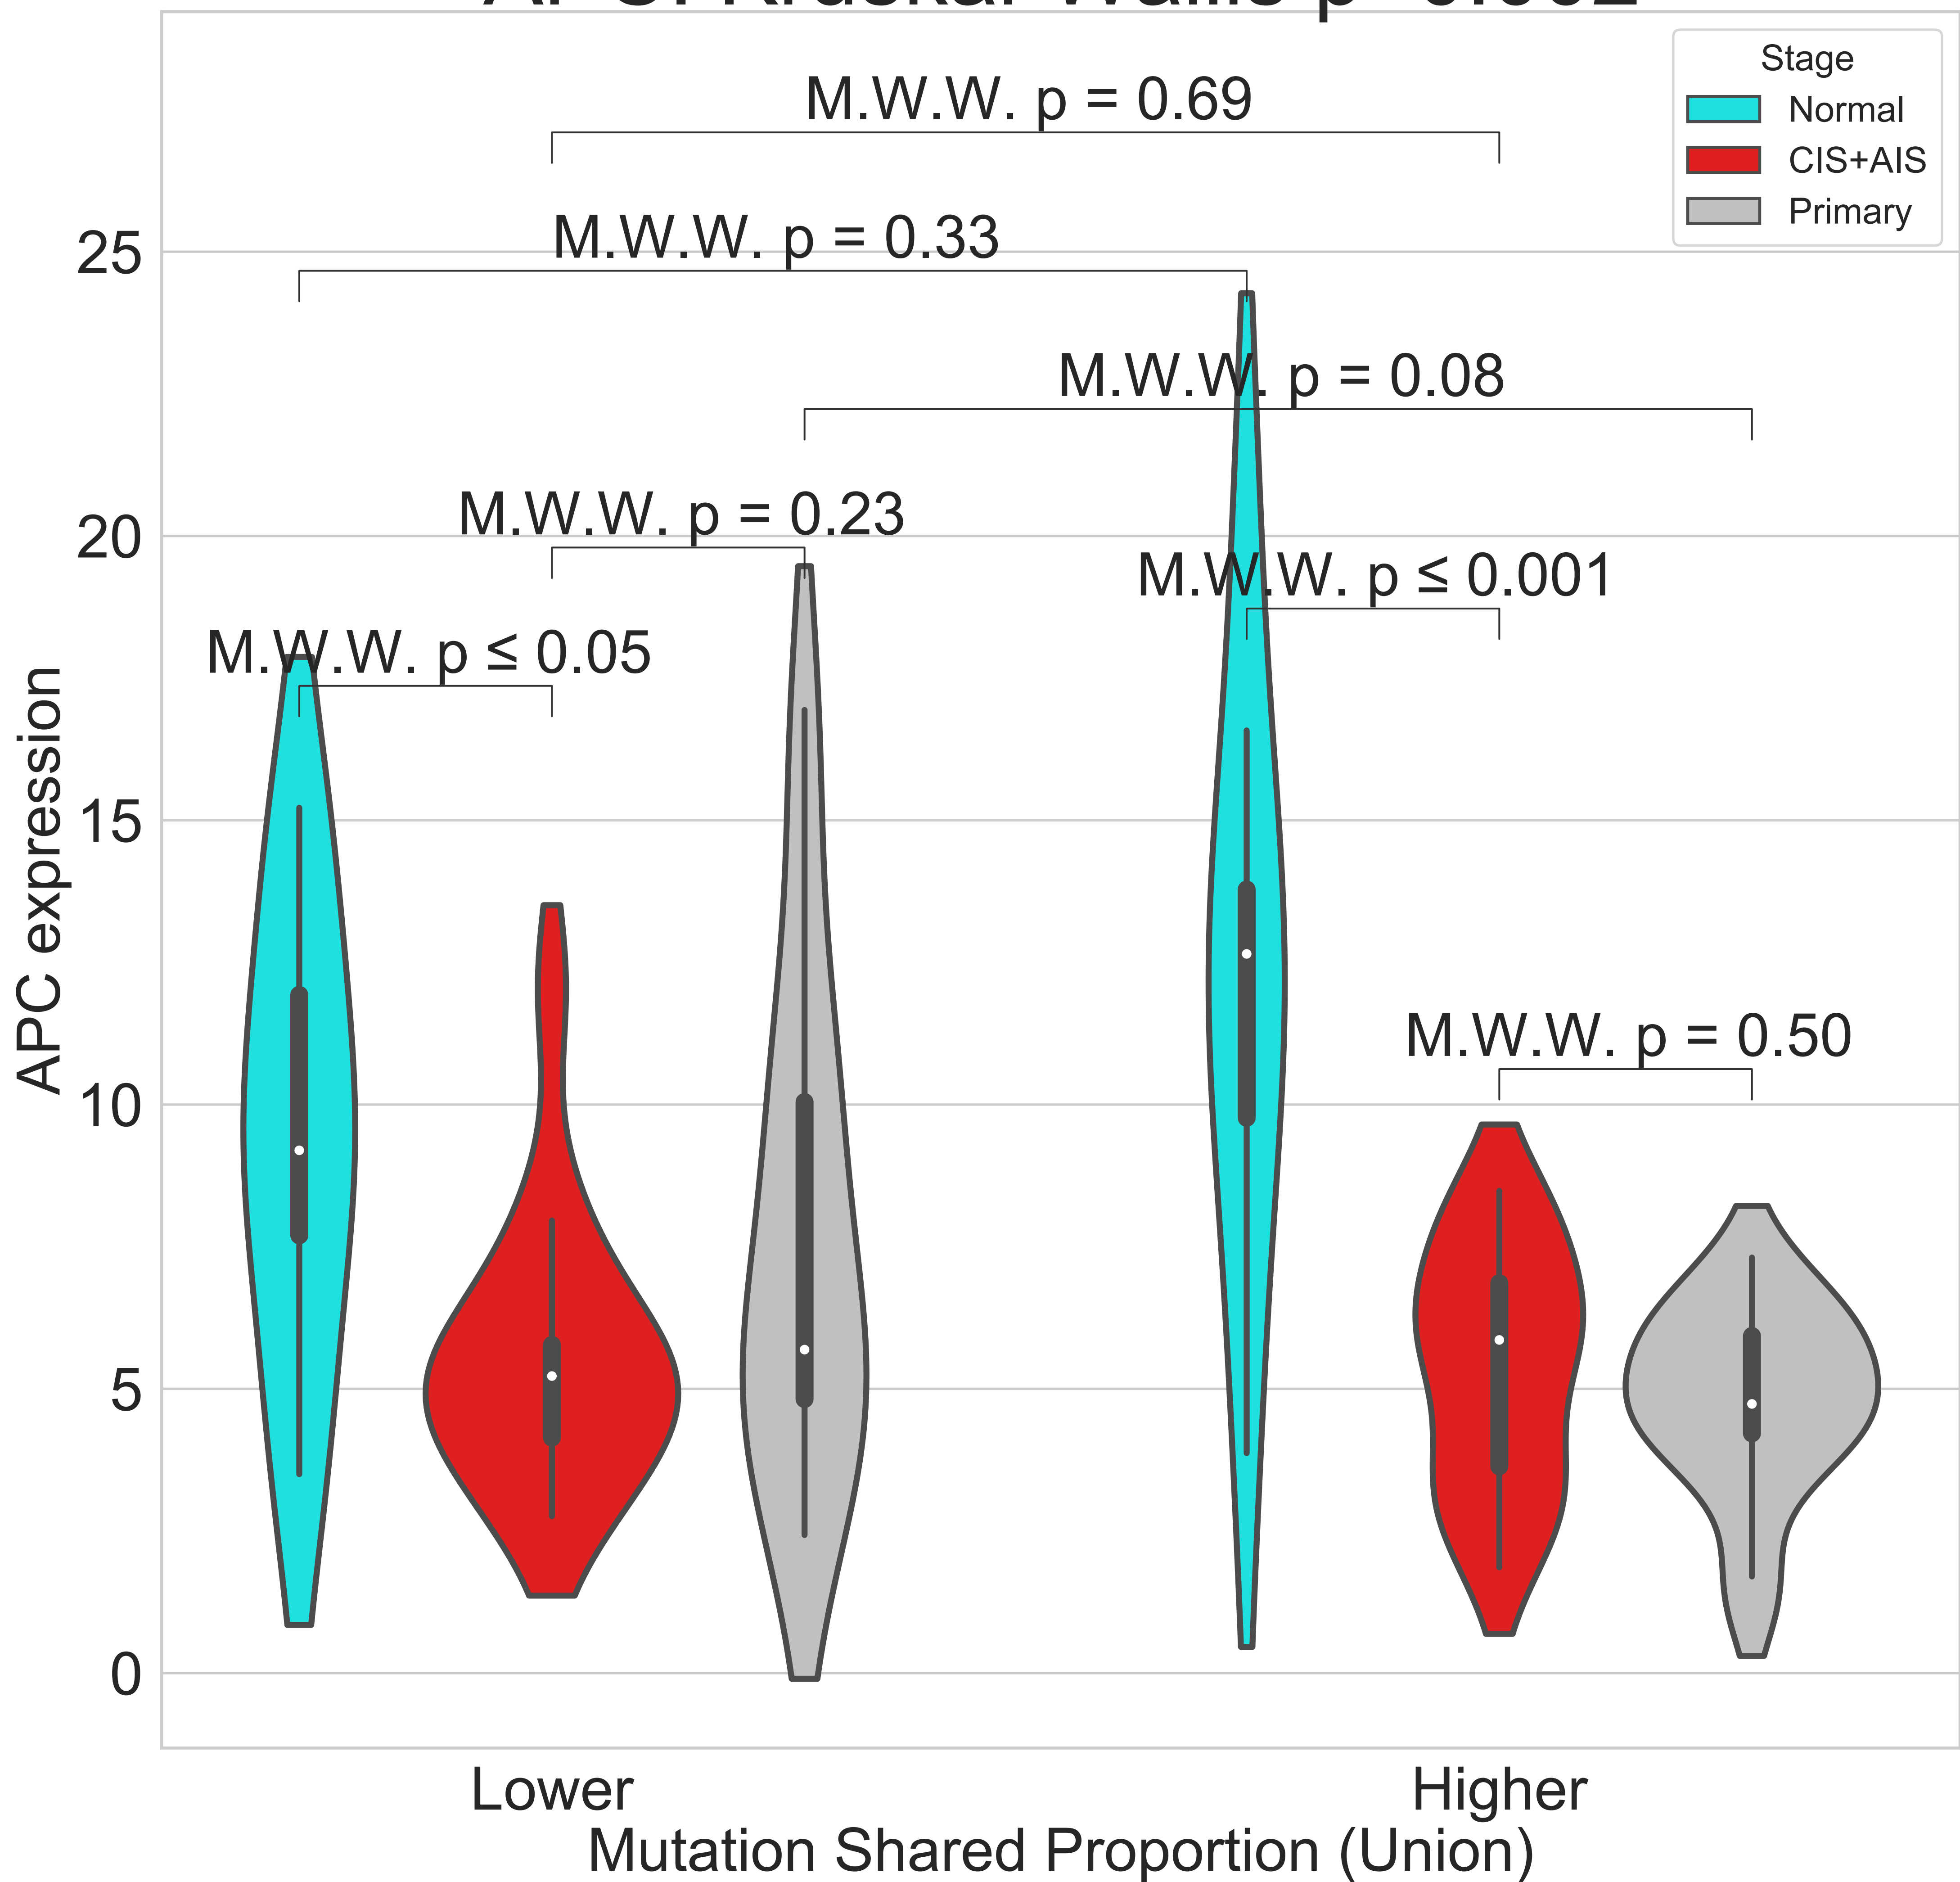 Stage
Normal
CIS+AIS
Primary
M.W.W. p = 0.69
M.W.W. p = 0.33
M.W.W. p = 0.08
M.W.W. p = 0.23
M.W.W. p ≤ 0.001
M.W.W. p ≤ 0.05
M.W.W. p = 0.50
25
20
15
10
5
0
APC expression
Lower
Higher
Mutation Shared Proportion (Union)